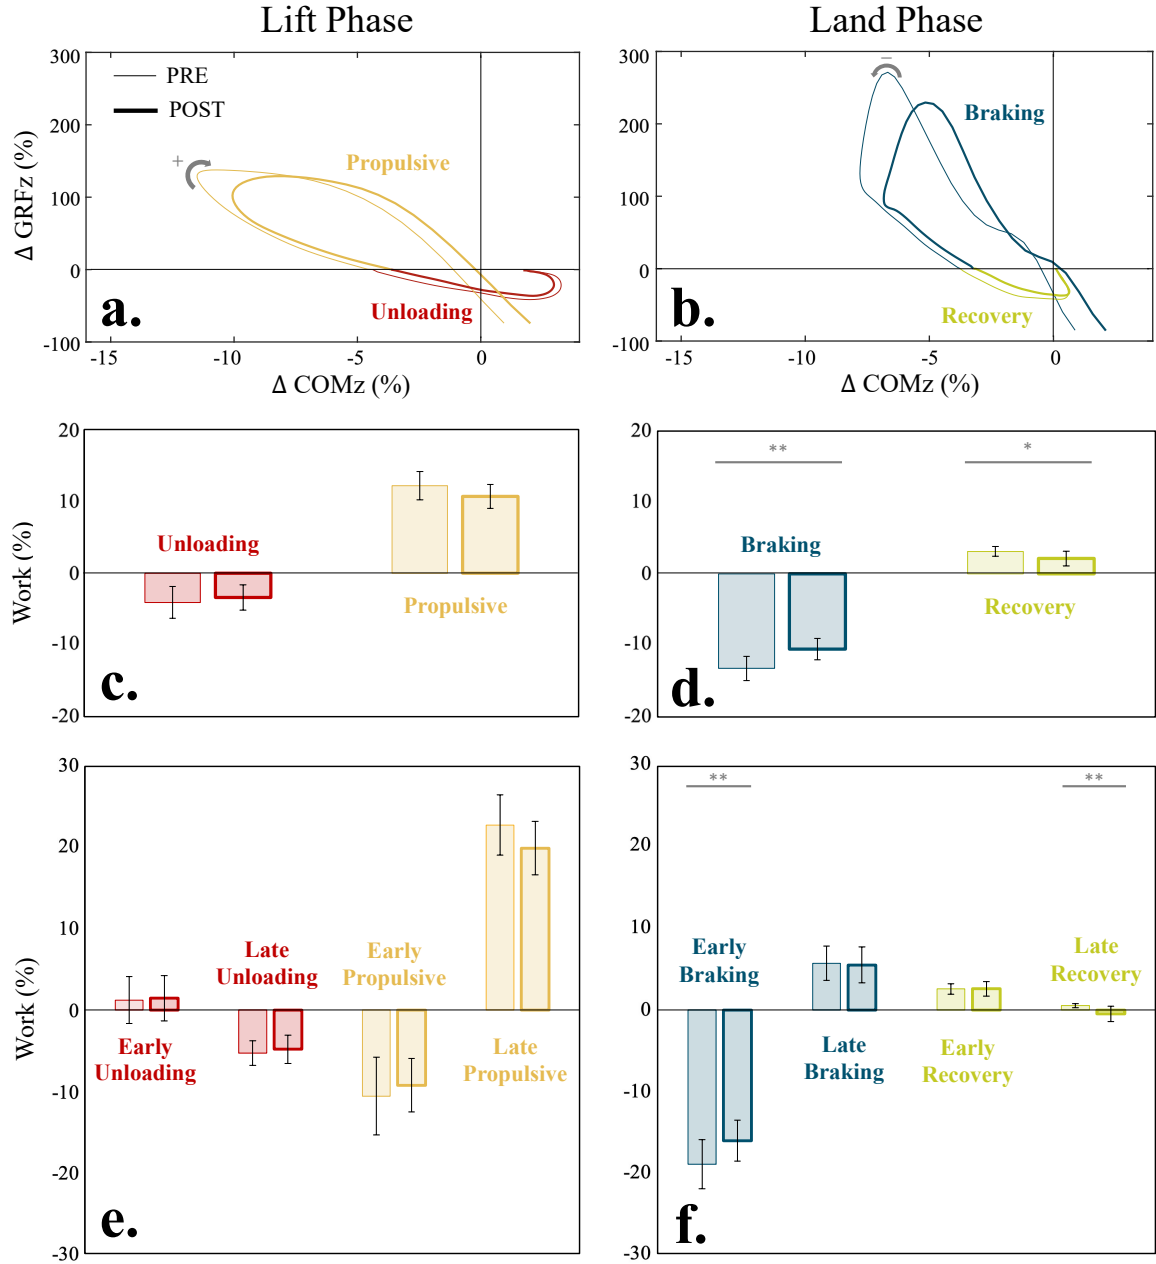 Lift Phase
Land Phase
300
200
100
0
-100
Δ GRFz (%)
PRE
POST
+
Propulsive
Unloading
a.
-15
-10
-5
0
Δ COMz (%)
300
200
100
0
-100
−
Braking
Recovery
b.
-15
-10
-5
0
Δ COMz (%)
20
10
0
-10
-20
Work (%)
Unloading
Propulsive
c.
20
10
0
-10
-20
**
*
Braking
Recovery
d.
30
20
10
0
-10
-20
-30
Work (%)
Late
Unloading
Early
Propulsive
Early
Unloading
Late
Propulsive
e.
30
20
10
0
-10
-20
-30
**
**
Early
Braking
Late
Recovery
Late
Braking
Early
Recovery
f.